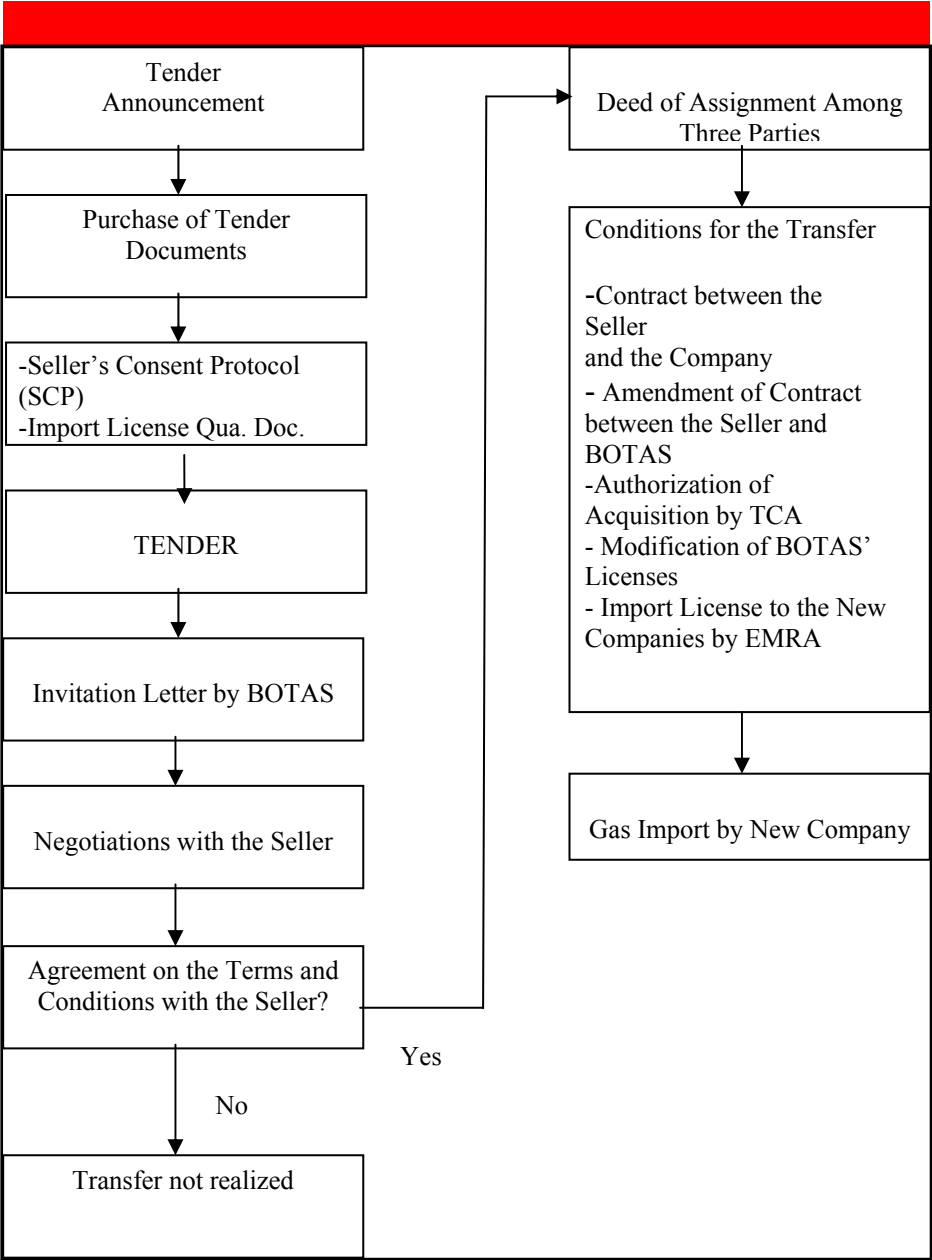 Tender
Announcement
Purchase of Tender
Documents
-Seller's Consent Protocol
(SCP)
-Import License Qua. Doc.
TENDER
Invitation Letter by BOTAS
Negotiations with the Seller
Agreement on the Terms and
Conditions with the Seller?
Yes
No
Transfer not realized
Deed of Assignment Among
Three Parties
Conditions for the Transfer
-Contract between the
Seller
and the Company
- Amendment of Contract
between the Seller and
BOTAS
-Authorization of
Acquisition by TCA
- Modification of BOTAS'
Licenses
- Import License to the New
Companies by EMRA
Gas Import by New Company